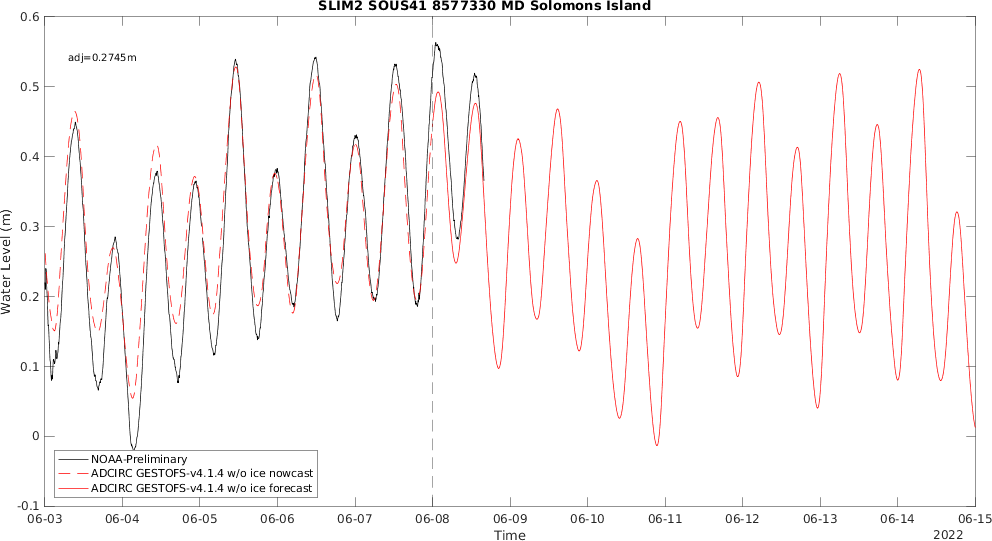 SLIM2 SOUS41 8577330 MD Solomons Island
0.6
adj=0.2745m
0.5
0.4
0.3
0.2
0.1
0
-0.1
Water Level (m)
NOAA-Preliminary
ADCIRC GESTOFS-v4.1.4 w/o ice nowcast
ADCIRC GESTOFS-v4.1.4 w/o ice forecast
06-03 06-04 06-05 06-06 06-07 06-08 06-09 06-10 06-11 06-12 06-13 06-14 06-15
Time
2022